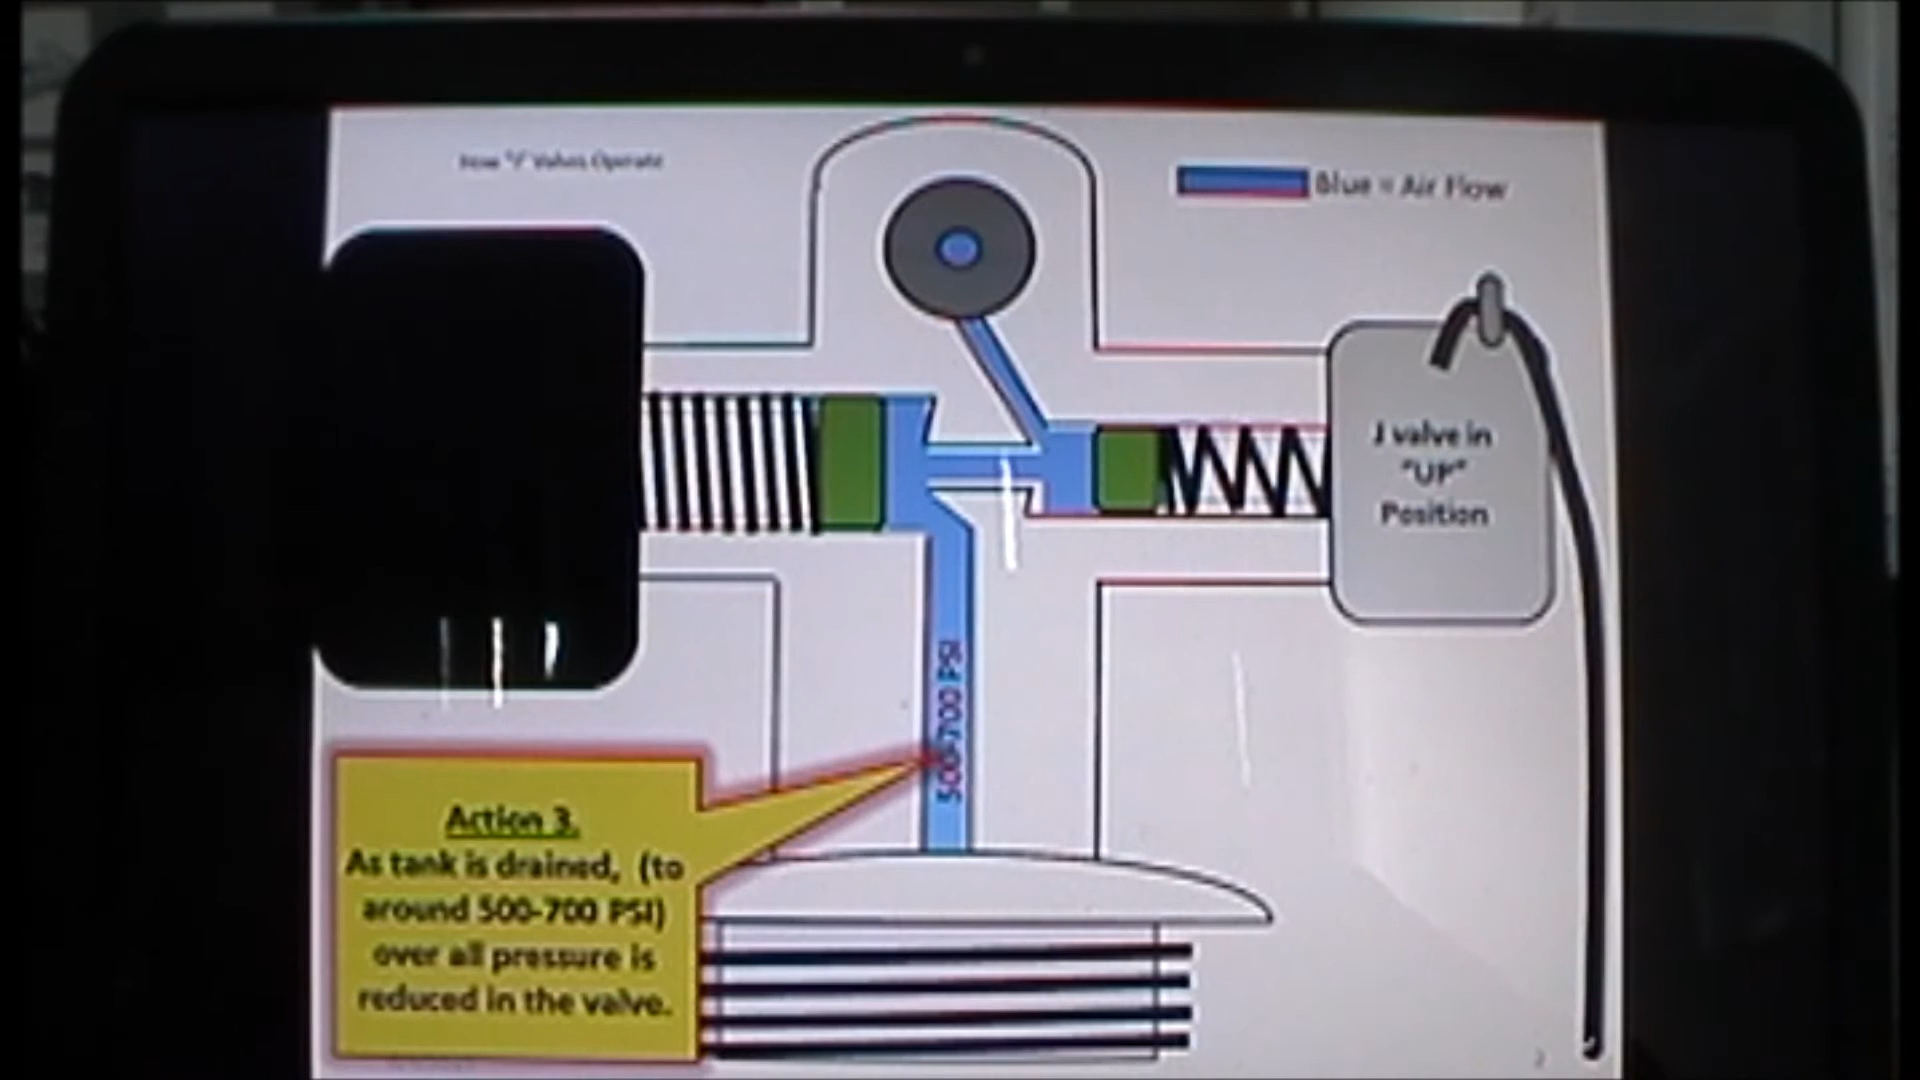 How "J" Valves Operate
Blue = Air Flow
J valve in
"UP"
Position
500-700 PSI
Action 3.
As tank is drained, (to
around 500-700 PSI)
over all pressure is
reduced in the valve.
2